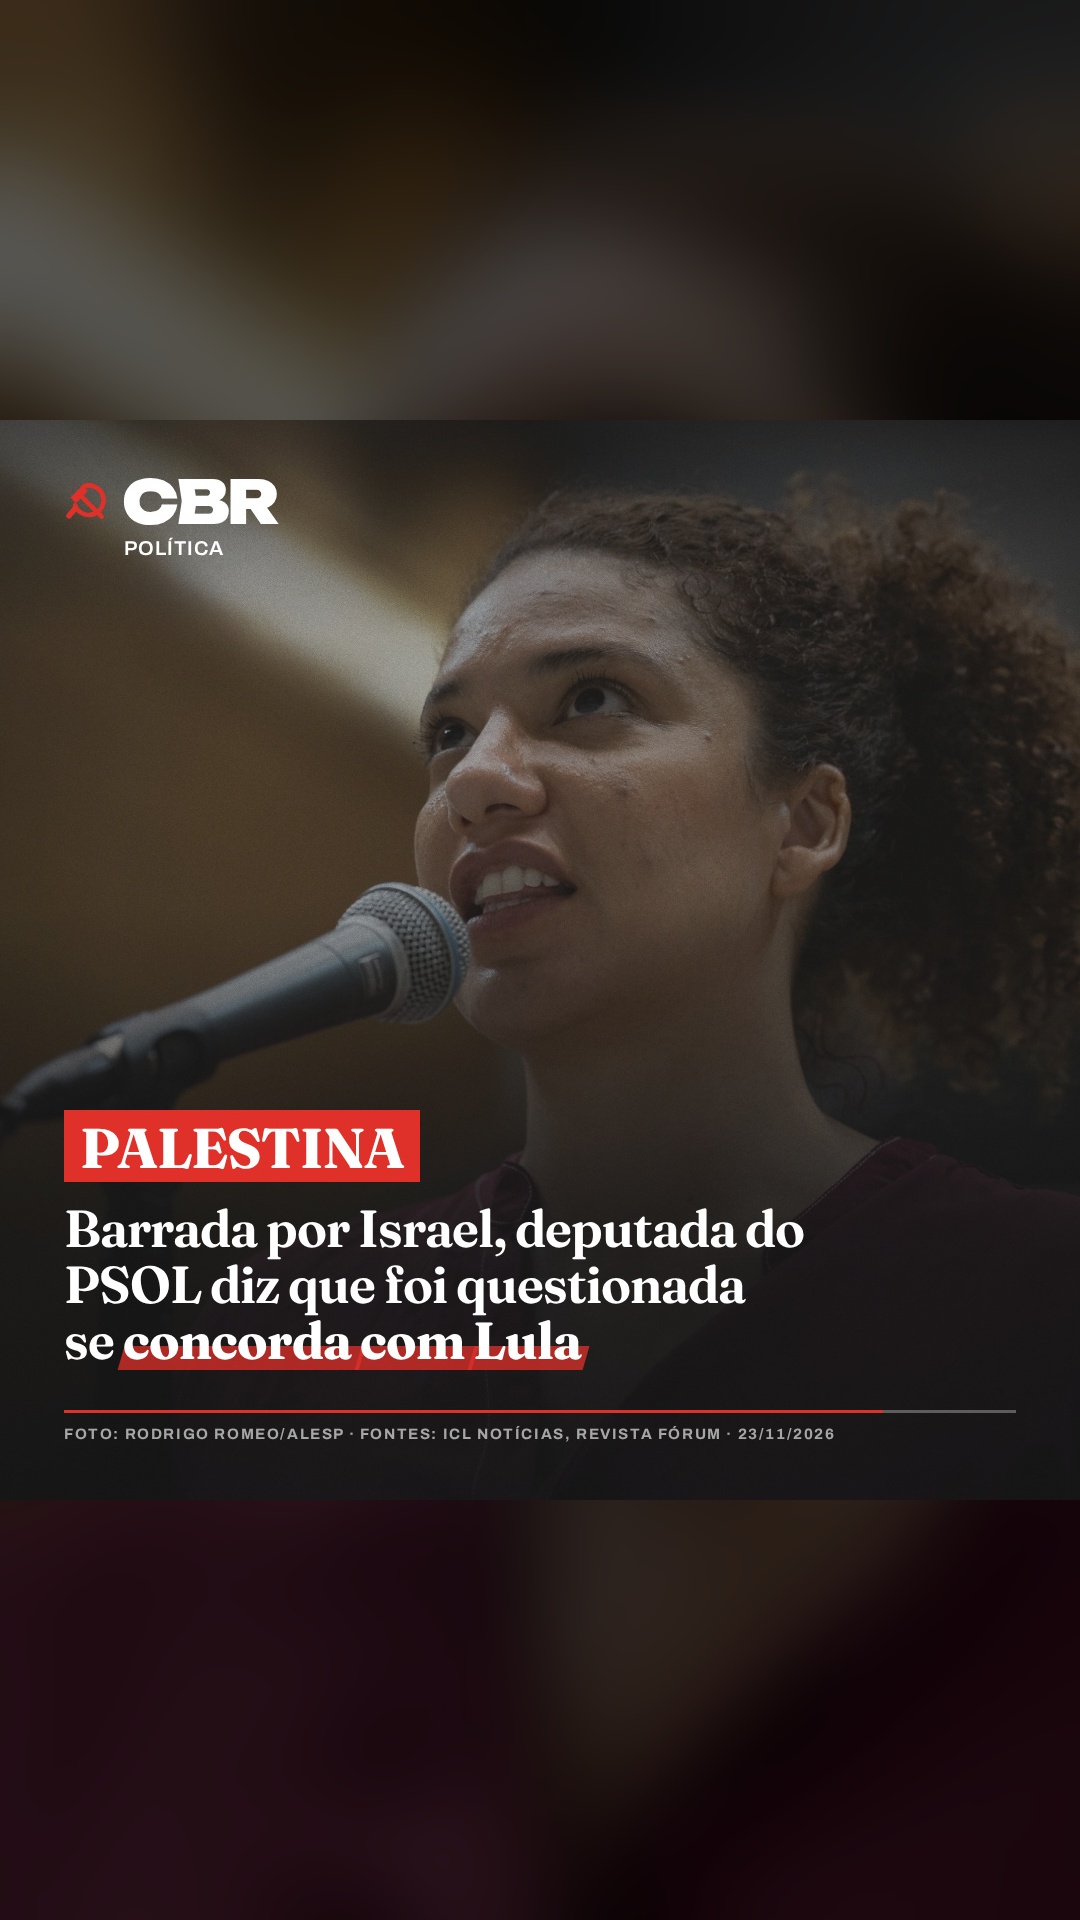 CBR
POLÍTICA
PALESTINA
Barrada por Israel, deputada do
PSOL diz que foi questionada
se concorda com Lula
FOTO: RODRIGO ROMEO/ALESP · FONTES: ICL NOTÍCIAS, REVISTA FÓRUM · 23/11/2026